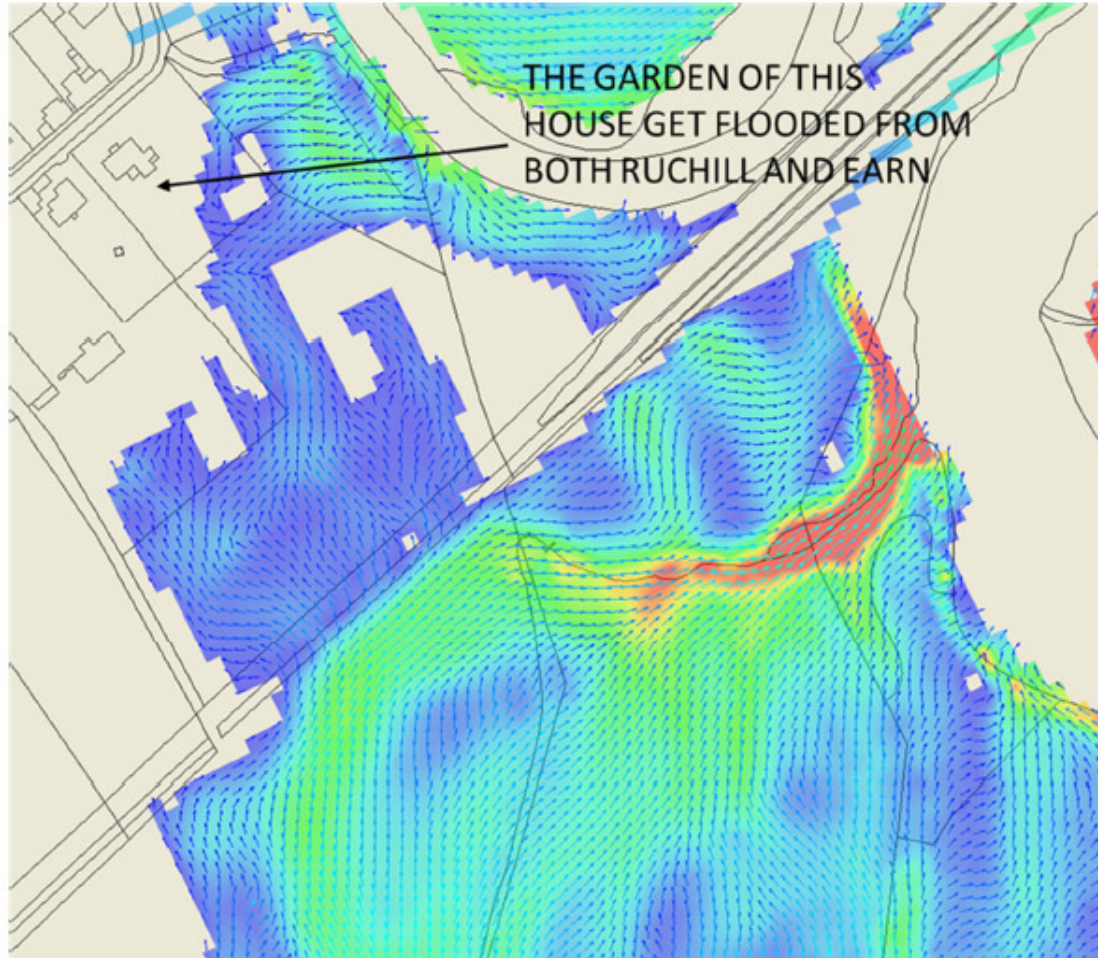 THE GARDEN OF THIS
HOUSE GET FLOODED FROM
BOTH RUCHILL AND EARN